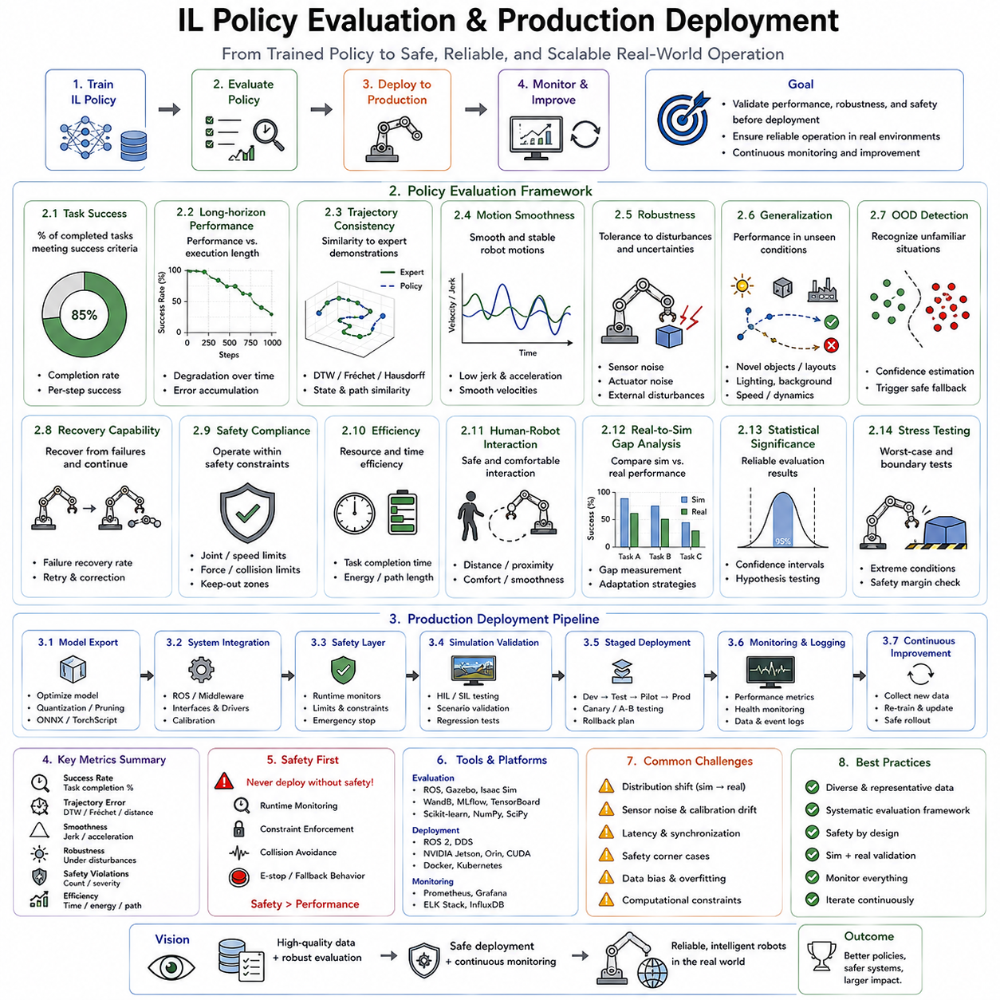 IL Policy Evaluation & Production Deployment
From Trained Policy to Safe, Reliable, and Scalable Real-World Operation
1. Train
IL Policy
2. Evaluate
Policy
3. Deploy to
Production
4. Monitor &
Improve
Goal
• Validate performance, robustness, and safety
before deployment
• Ensure reliable operation in real environments
• Continuous monitoring and improvement
2. Policy Evaluation Framework
2.1 Task Success
% of completed tasks
meeting success criteria
85%
• Completion rate
• Per-step success
2.2 Long-horizon
Performance
Performance vs.
execution length
Success Rate (%)
100
50
0
0 250 500 750 1000
Steps
• Degradation over time
• Error accumulation
2.3 Trajectory
Consistency
Similarity to expert
demonstrations
Expert
Policy
• DTW / Fréchet / Hausdorff
• State & path similarity
2.4 Motion Smoothness
Smooth and stable
robot motions
Velocity / Jerk
Time
• Low jerk & acceleration
• Smooth velocities
2.5 Robustness
Tolerance to disturbances
and uncertainties
• Sensor noise
• Actuator noise
• External disturbances
2.6 Generalization
Performance in unseen
conditions
• Novel objects / layouts
• Lighting, background
• Speed / dynamics
2.7 OOD Detection
Recognize unfamiliar
situations
• Confidence estimation
• Trigger safe fallback
2.8 Recovery Capability
Recover from failures
and continue
• Failure recovery rate
• Retry & correction
2.9 Safety Compliance
Operate within
safety constraints
• Joint / speed limits
• Force / collision limits
• Keep-out zones
2.10 Efficiency
Resource and time
efficiency
• Task completion time
• Energy / path length
2.11 Human-Robot
Interaction
Safe and comfortable
interaction
• Distance / proximity
• Comfort / smoothness
2.12 Real-to-Sim
Gap Analysis
Compare sim vs.
real performance
Success (%)
100
50
0
Sim
Real
Task A Task B Task C
• Gap measurement
• Adaptation strategies
2.13 Statistical
Significance
Reliable evaluation
results
95%
• Confidence intervals
• Hypothesis testing
2.14 Stress Testing
Worst-case and
boundary tests
• Extreme conditions
• Safety margin check
3. Production Deployment Pipeline
3.1 Model Export
• Optimize model
• Quantization / Pruning
• ONNX / TorchScript
3.2 System Integration
• ROS / Middleware
• Interfaces & Drivers
• Calibration
3.3 Safety Layer
• Runtime monitors
• Limits & constraints
• Emergency stop
3.4 Simulation Validation
• HIL / SIL testing
• Scenario validation
• Regression tests
3.5 Staged Deployment
• Dev → Test → Pilot → Prod
• Canary / A-B testing
• Rollback plan
3.6 Monitoring & Logging
• Performance metrics
• Health monitoring
• Data & event logs
3.7 Continuous
Improvement
• Collect new data
• Re-train & update
• Safe rollout
4. Key Metrics Summary
Success Rate
Task completion %
Trajectory Error
DTW / Fréchet / distance
Smoothness
Jerk / acceleration
Robustness
Under disturbances
Safety Violations
Count / severity
Efficiency
Time / energy / path
5. Safety First
Never deploy without safety!
Runtime Monitoring
Constraint Enforcement
Collision Avoidance
E-stop / Fallback Behavior
Safety > Performance
6. Tools & Platforms
Evaluation
• ROS, Gazebo, Isaac Sim
• WandB, MLflow, TensorBoard
• Scikit-learn, NumPy, SciPy
Deployment
• ROS 2, DDS
• NVIDIA Jetson, Orin, CUDA
• Docker, Kubernetes
Monitoring
• Prometheus, Grafana
• ELK Stack, InfluxDB
7. Common Challenges
Distribution shift (sim → real)
Sensor noise & calibration drift
Latency & synchronization
Safety corner cases
Data bias & overfitting
Computational constraints
8. Best Practices
Diverse & representative data
Systematic evaluation framework
Safety by design
Sim + real validation
Monitor everything
Iterate continuously
Vision
High-quality data
+ robust evaluation
Safe deployment
+ continuous monitoring
Reliable, intelligent robots
in the real world
Outcome
Better policies,
safer systems,
larger impact.